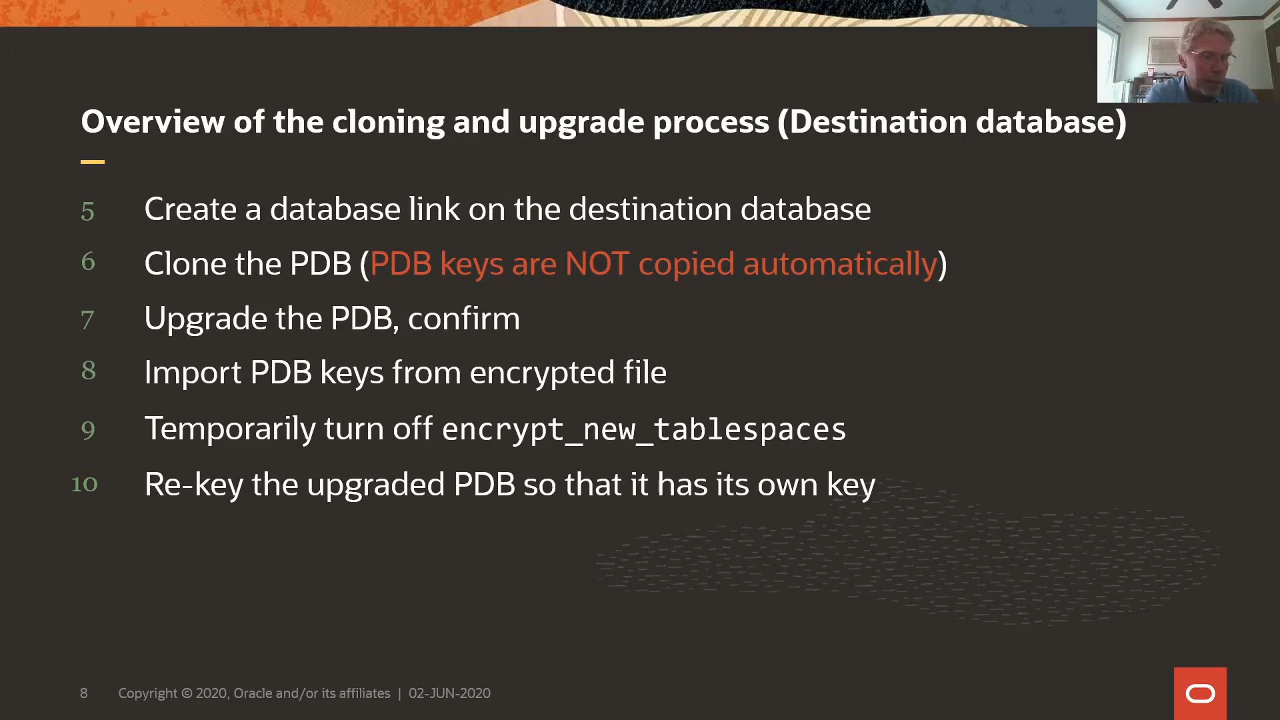 Overview of the cloning and upgrade process (Destination database)
5 Create a database link on the destination database
6 Clone the PDB (PDB keys are NOT copied automatically)
7 Upgrade the PDB, confirm
8 Import PDB keys from encrypted file
9 Temporarily turn off encrypt_new_tablespaces
10 Re-key the upgraded PDB so that it has its own key
8 Copyright © 2020, Oracle and/or its affiliates | 02-JUN-2020